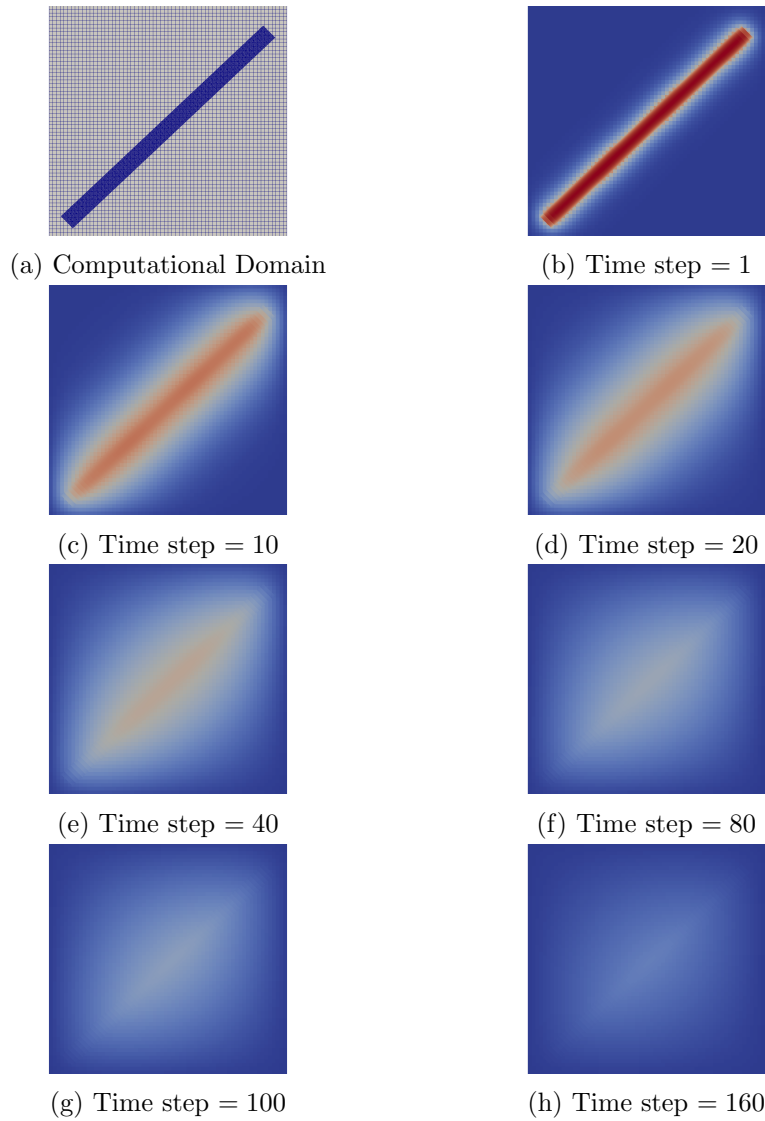 (a) Computational Domain
(b) Time step = 1
(c) Time step = 10
(d) Time step = 20
(e) Time step = 40
(f) Time step = 80
(g) Time step = 100
(h) Time step = 160